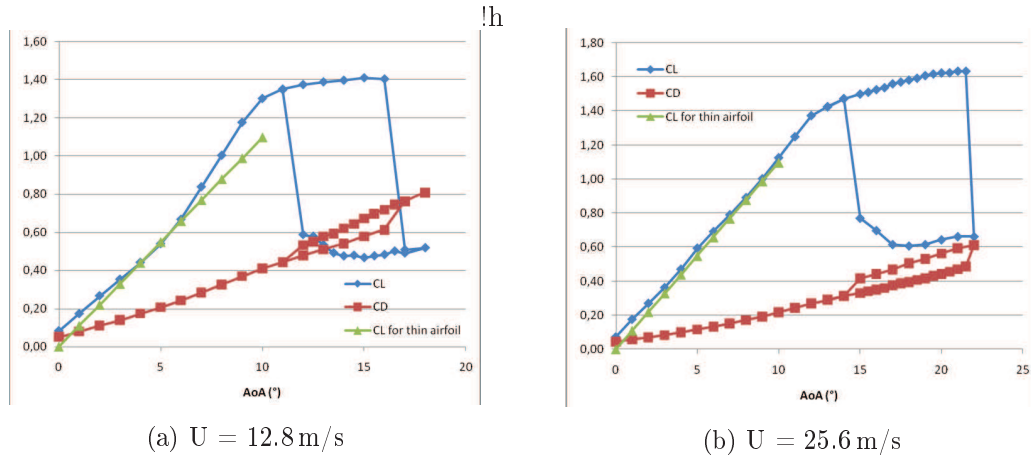 !h
1,60
1,40
1,20
1,00
0,80
0,60
0,40
0,20
0,00
0 5 10 15 20
AoA (°)
CL
CD
CL for thin airfoil
(a) U = 12.8 m/s
1,80
1,60
1,40
1,20
1,00
0,80
0,60
0,40
0,20
0,00
0 5 10 15 20 25
AoA (°)
CL
CD
CL for thin airfoil
(b) U = 25.6 m/s